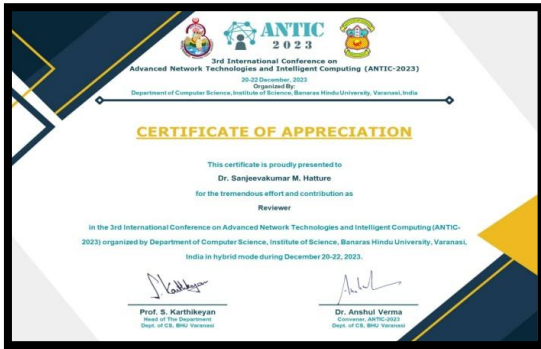 ANTIC
2023
3rd International Conference on
Advanced Network Technologies and Intelligent Computing (ANTIC-2023)
20-22 December, 2023
Organized By:
Department of Computer Science, Institute of Science, Banaras Hindu University, Varanasi, India
CERTIFICATE OF APPRECIATION
This certificate is proudly presented to
Dr. Sanjeevakumar M. Hatture
for the tremendous effort and contribution as
Reviewer
in the 3rd International Conference on Advanced Network Technologies and Intelligent Computing (ANTIC-
2023) organized by Department of Computer Science, Institute of Science, Banaras Hindu University, Varanasi,
India in hybrid mode during December 20-22, 2023.
S. Karthikeyan
Prof. S. Karthikeyan
Head of The Department
Dept. of CS, BHU Varanasi
Dr. Anshul Verma
Convener, ANTIC-2023
Dept. of CS, BHU Varanasi